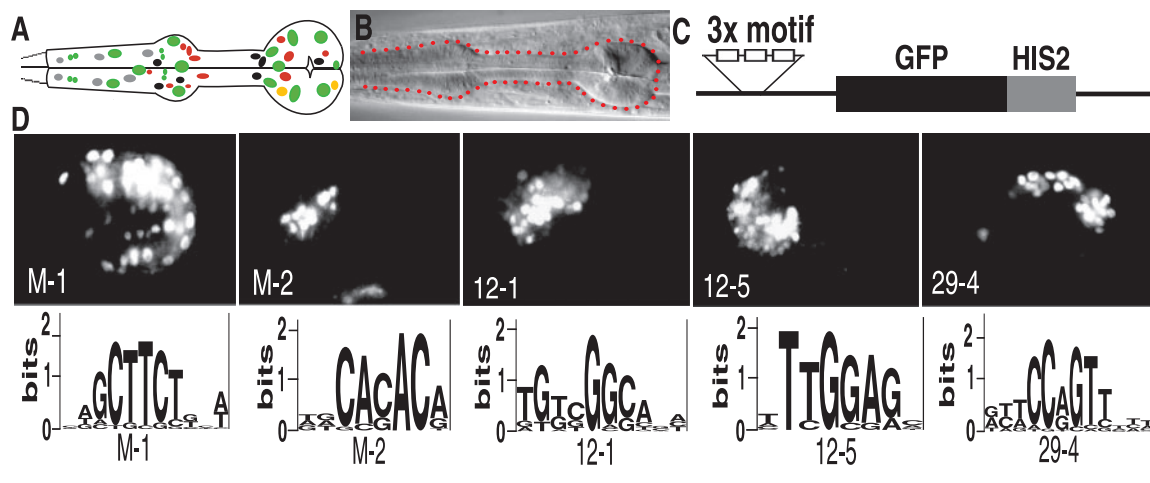 A
B
C
3x motif
GFP
HIS2
D
M-1
M-2
12-1
12-5
29-4
2
1
0
bits
GCTTCT
M-1
2
1
0
bits
CACACA
M-2
2
1
0
bits
TGTCGGCA
12-1
2
1
0
bits
TTGGAG
12-5
2
1
0
bits
GTTCCAGTT
29-4